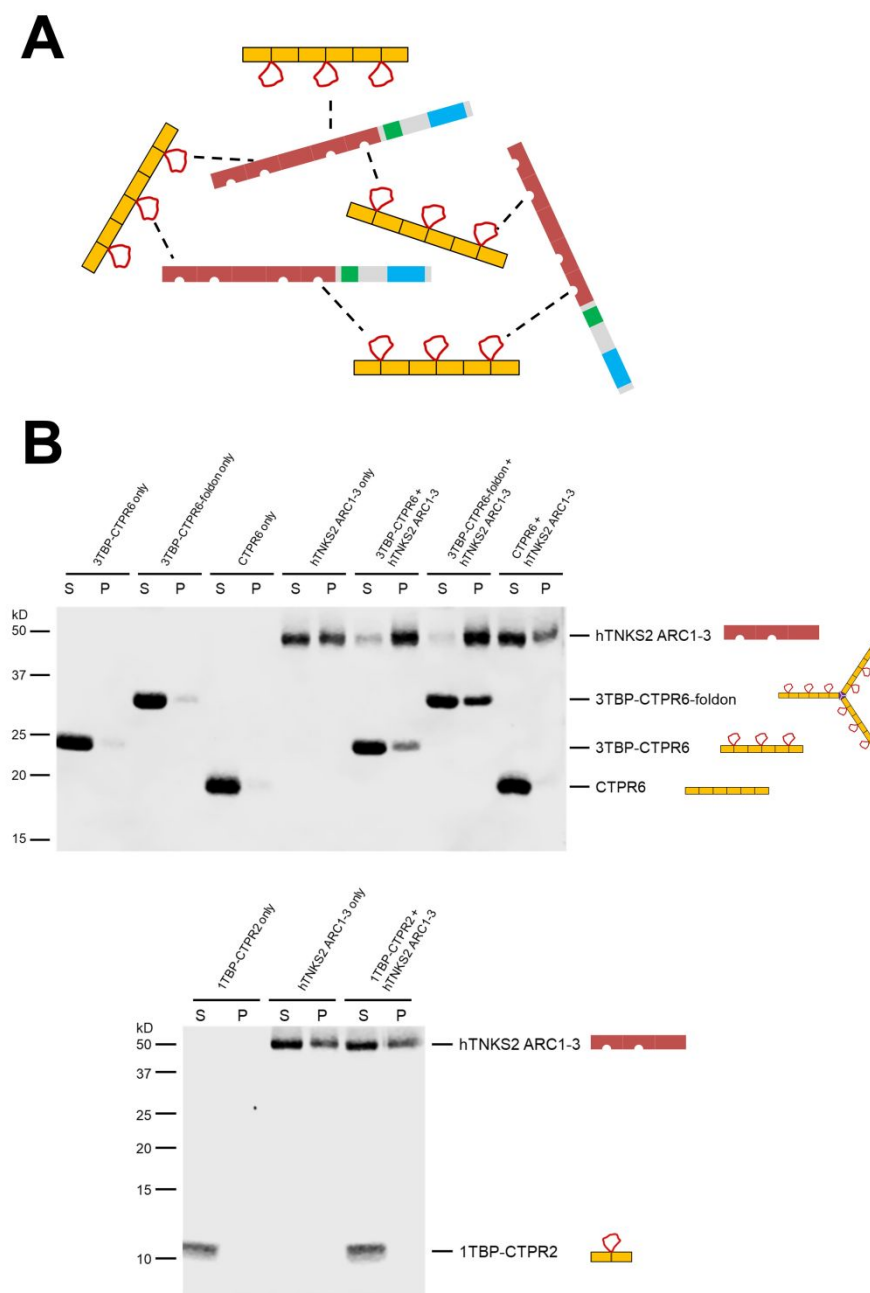 A
B
3TBP-CTPR6 only
3TBP-CTPR6-foldon only
CTPR6 only
hTNKS2 ARC1-3 only
3TBP-CTPR6 +
hTNKS2 ARC1-3
3TBP-CTPR6-foldon +
hTNKS2 ARC1-3
CTPR6 +
hTNKS2 ARC1-3
S P S P S P S P S P S P S P
kD
50
37
25
20
15
hTNKS2 ARC1-3
3TBP-CTPR6-foldon
3TBP-CTPR6
CTPR6
1TBP-CTPR2 only
hTNKS2 ARC1-3 only
1TBP-CTPR2 +
hTNKS2 ARC1-3
S P S P S P
kD
50
37
25
20
15
10
hTNKS2 ARC1-3
1TBP-CTPR2